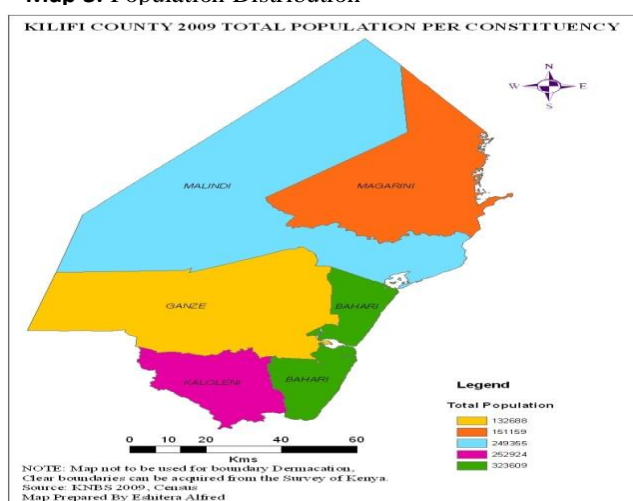 Map 3: Population Distribution
KILIFI COUNTY 2009 TOTAL POPULATION PER CONSTITUENCY
N
W E
S
MALINDI
MAGARINI
GANZE
BAHARI
KALOLENI
BAHARI
Legend
Total Population
132688
151159
249355
252924
323609
0 10 20 40 60
Kms
NOTE: Map not to be used for boundary Dermacation,
Clear boundaries can be acquired from the Survey of Kenya.
Source: KNBS 2009, Census
Map Prepared By Eshitera Alfred